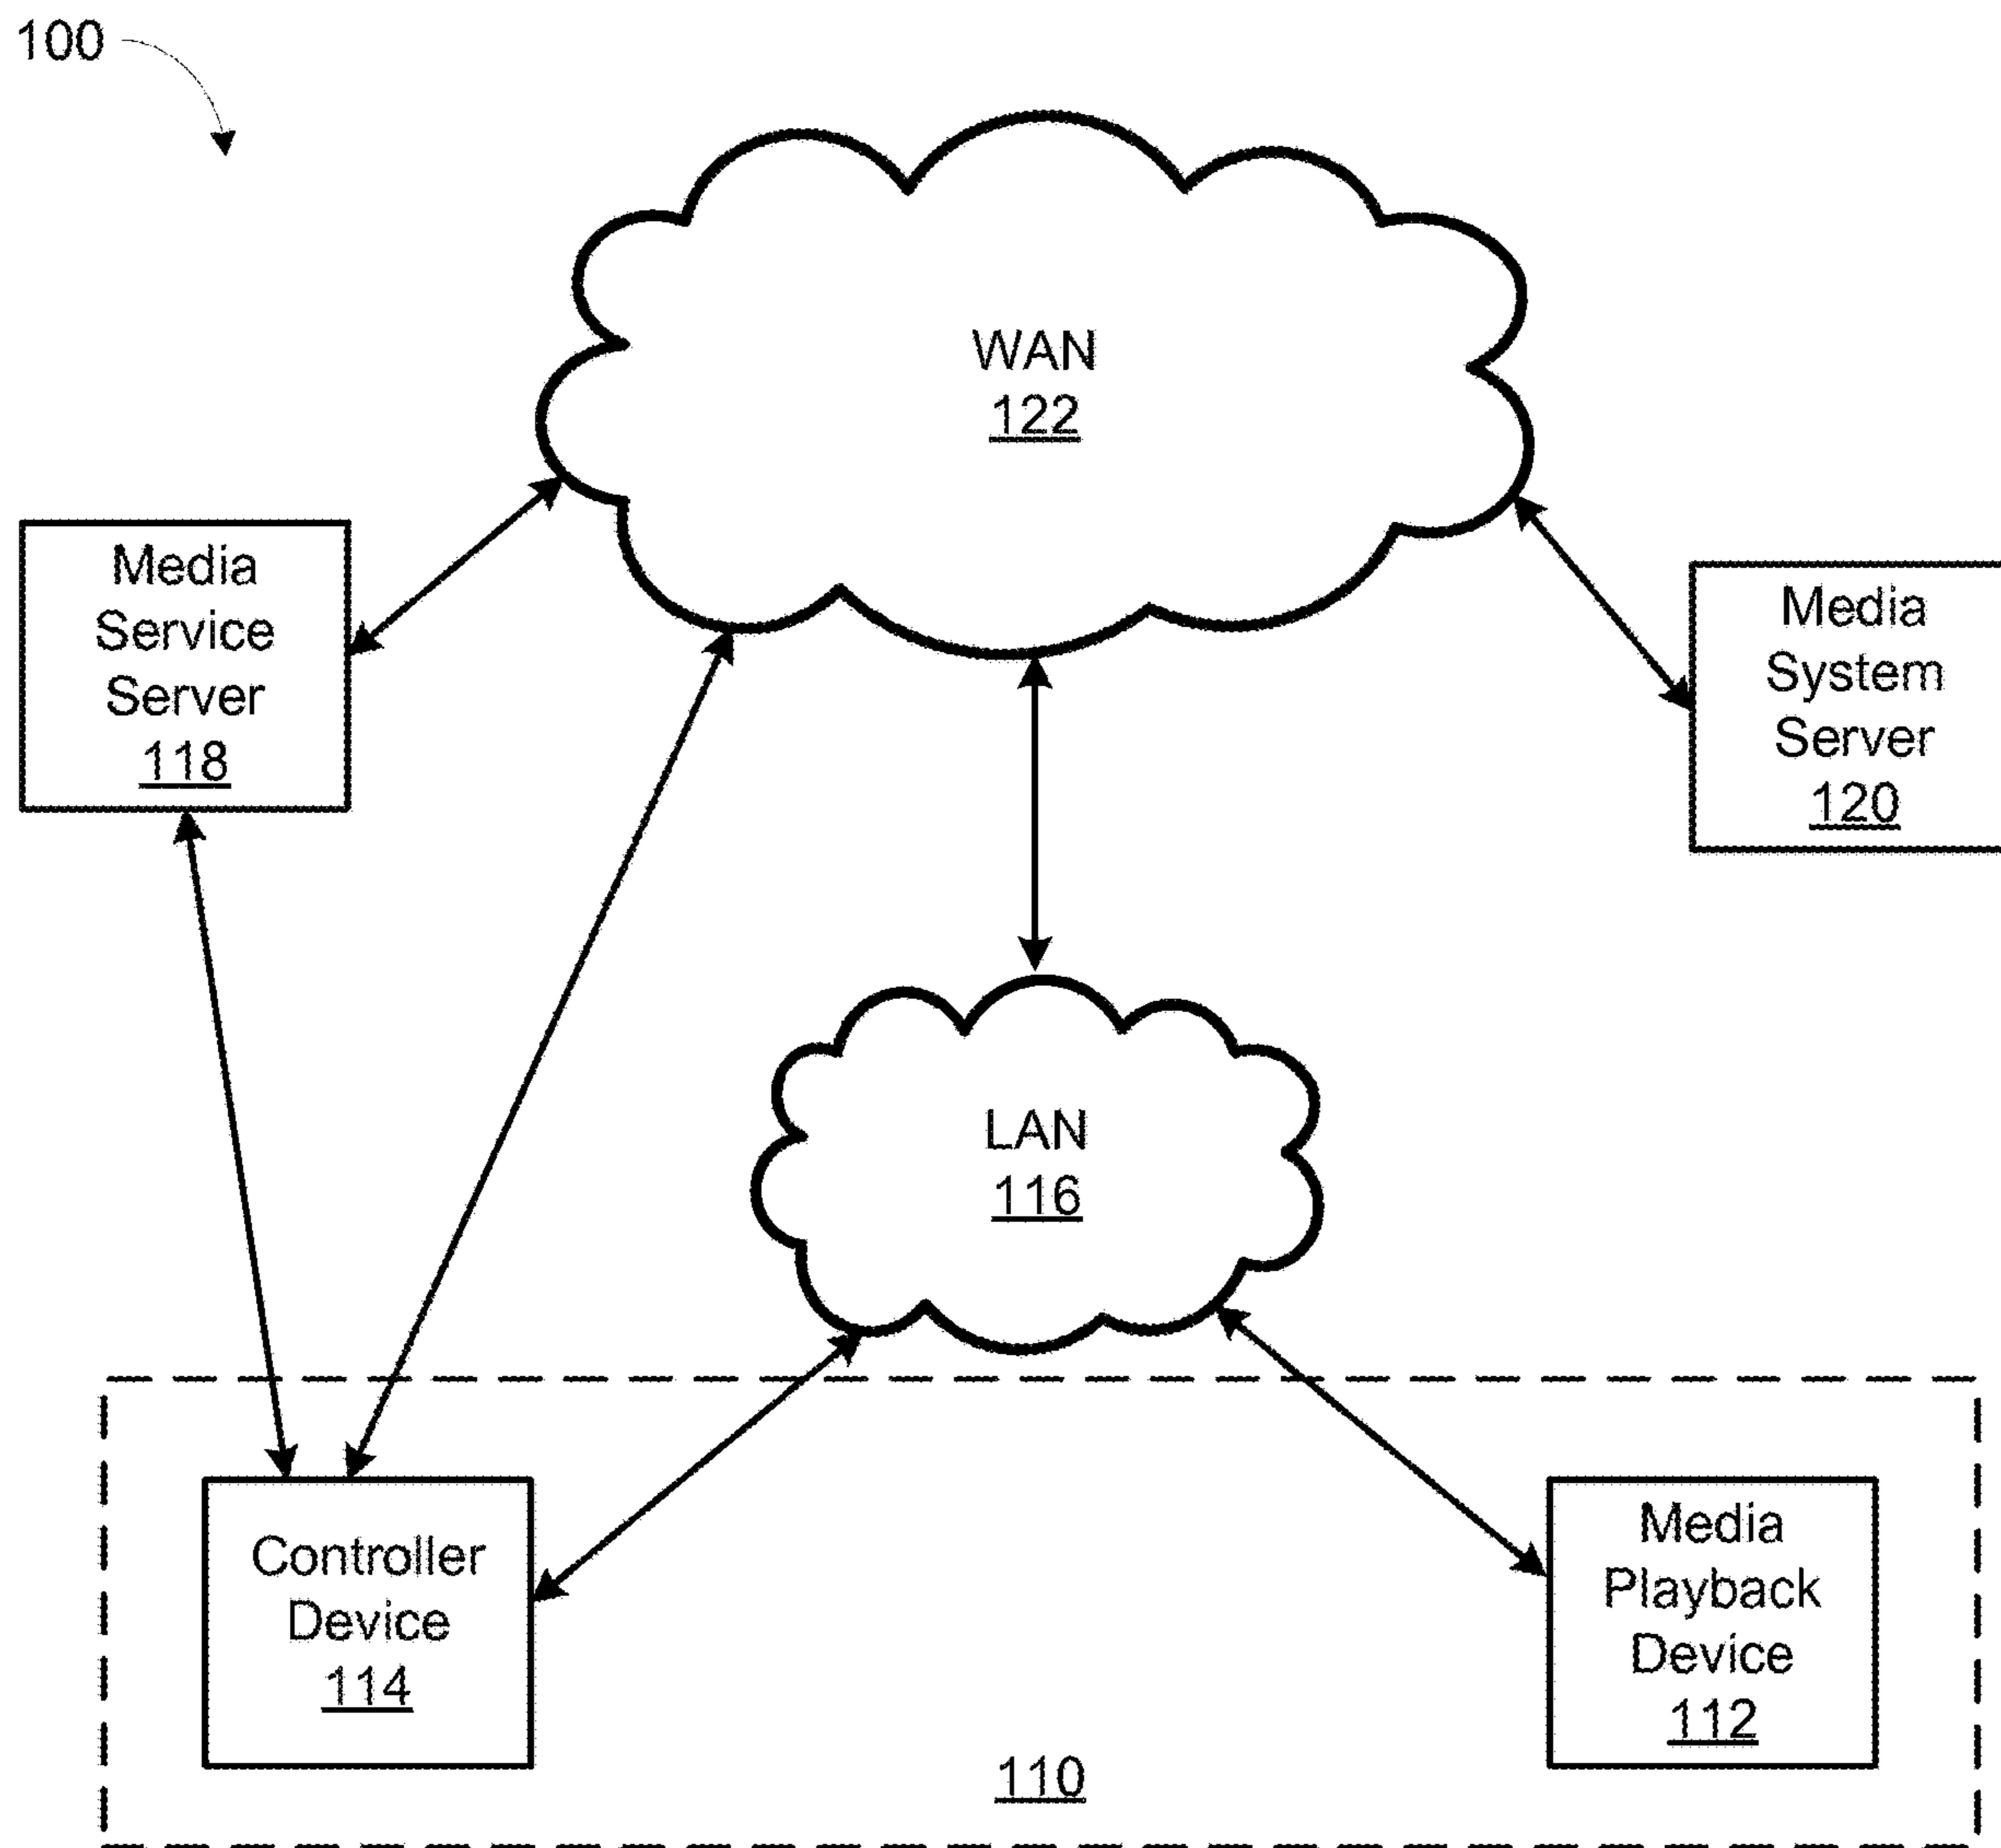 100
WAN
122
Media
Service
Server
118
Media
System
Server
120
LAN
116
Controller
Device
114
Media
Playback
Device
112
110